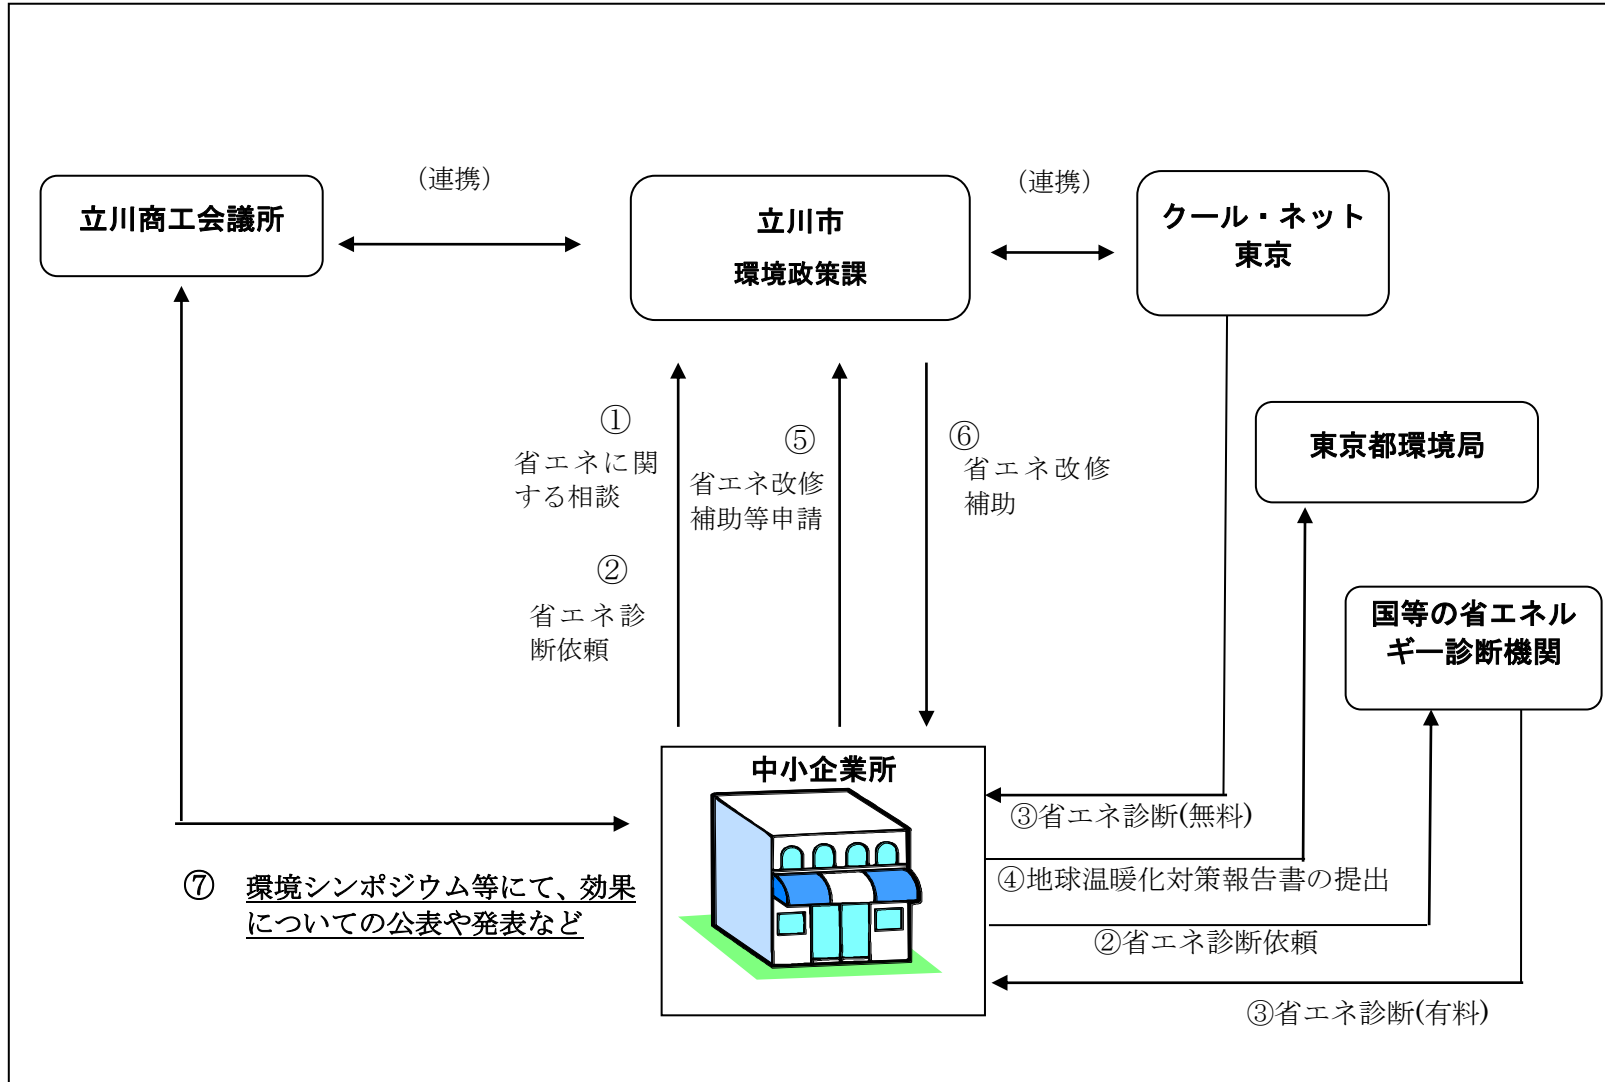 (連携)
(連携)
立川商工会議所
立川市
環境政策課
クール・ネット
東京
①
省エネに関
する相談
⑤
省エネ改修
補助等申請
⑥
省エネ改修
補助
東京都環境局
②
省エネ診
断依頼
国等の省エネル
ギー診断機関
中小企業所
③省エネ診断(無料)
④地球温暖化対策報告書の提出
②省エネ診断依頼
③省エネ診断(有料)
⑦ 環境シンポジウム等にて、効果
についての公表や発表など